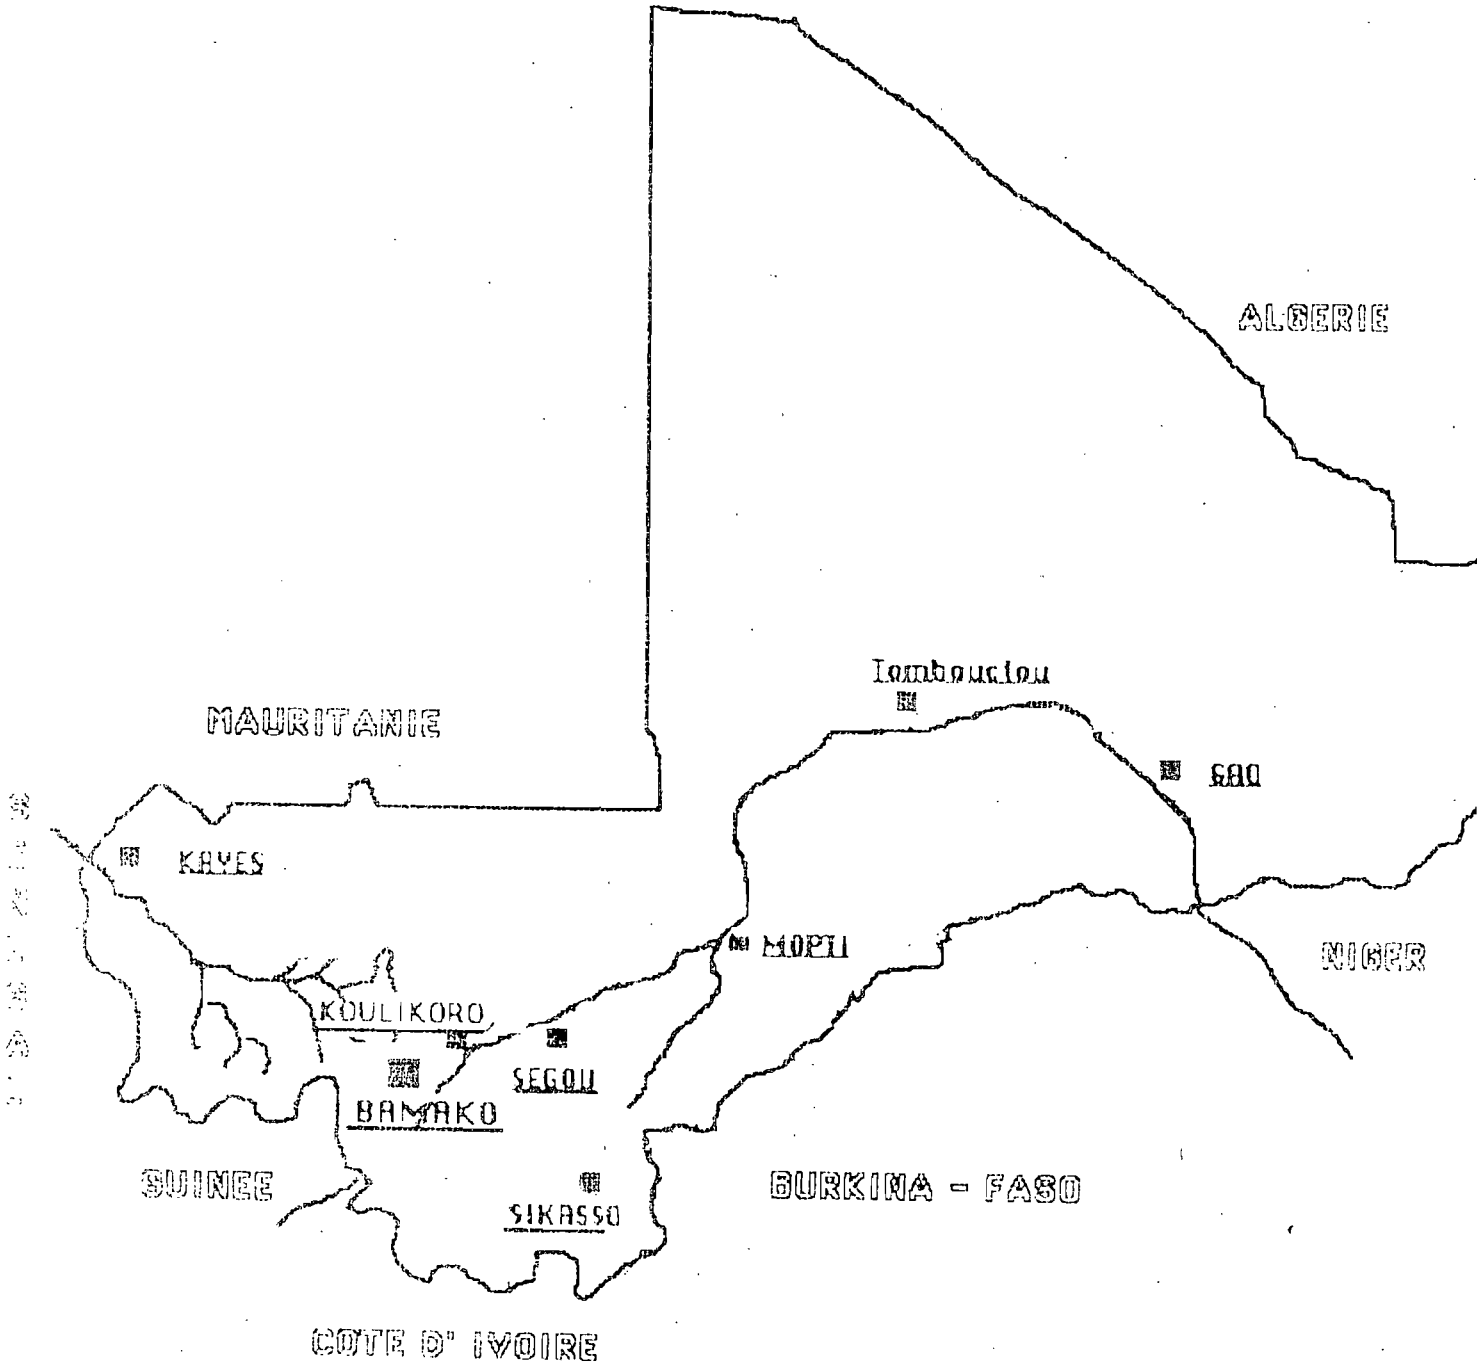 ALGERIE
Tombouctou
MAURITANIE
GAO
KAYES
MOPTI
NIGER
KOULIKORO
SEGOU
BAMAKO
GUINEE
BURKINA - FASO
SIKASSO
COTE D' IVOIRE